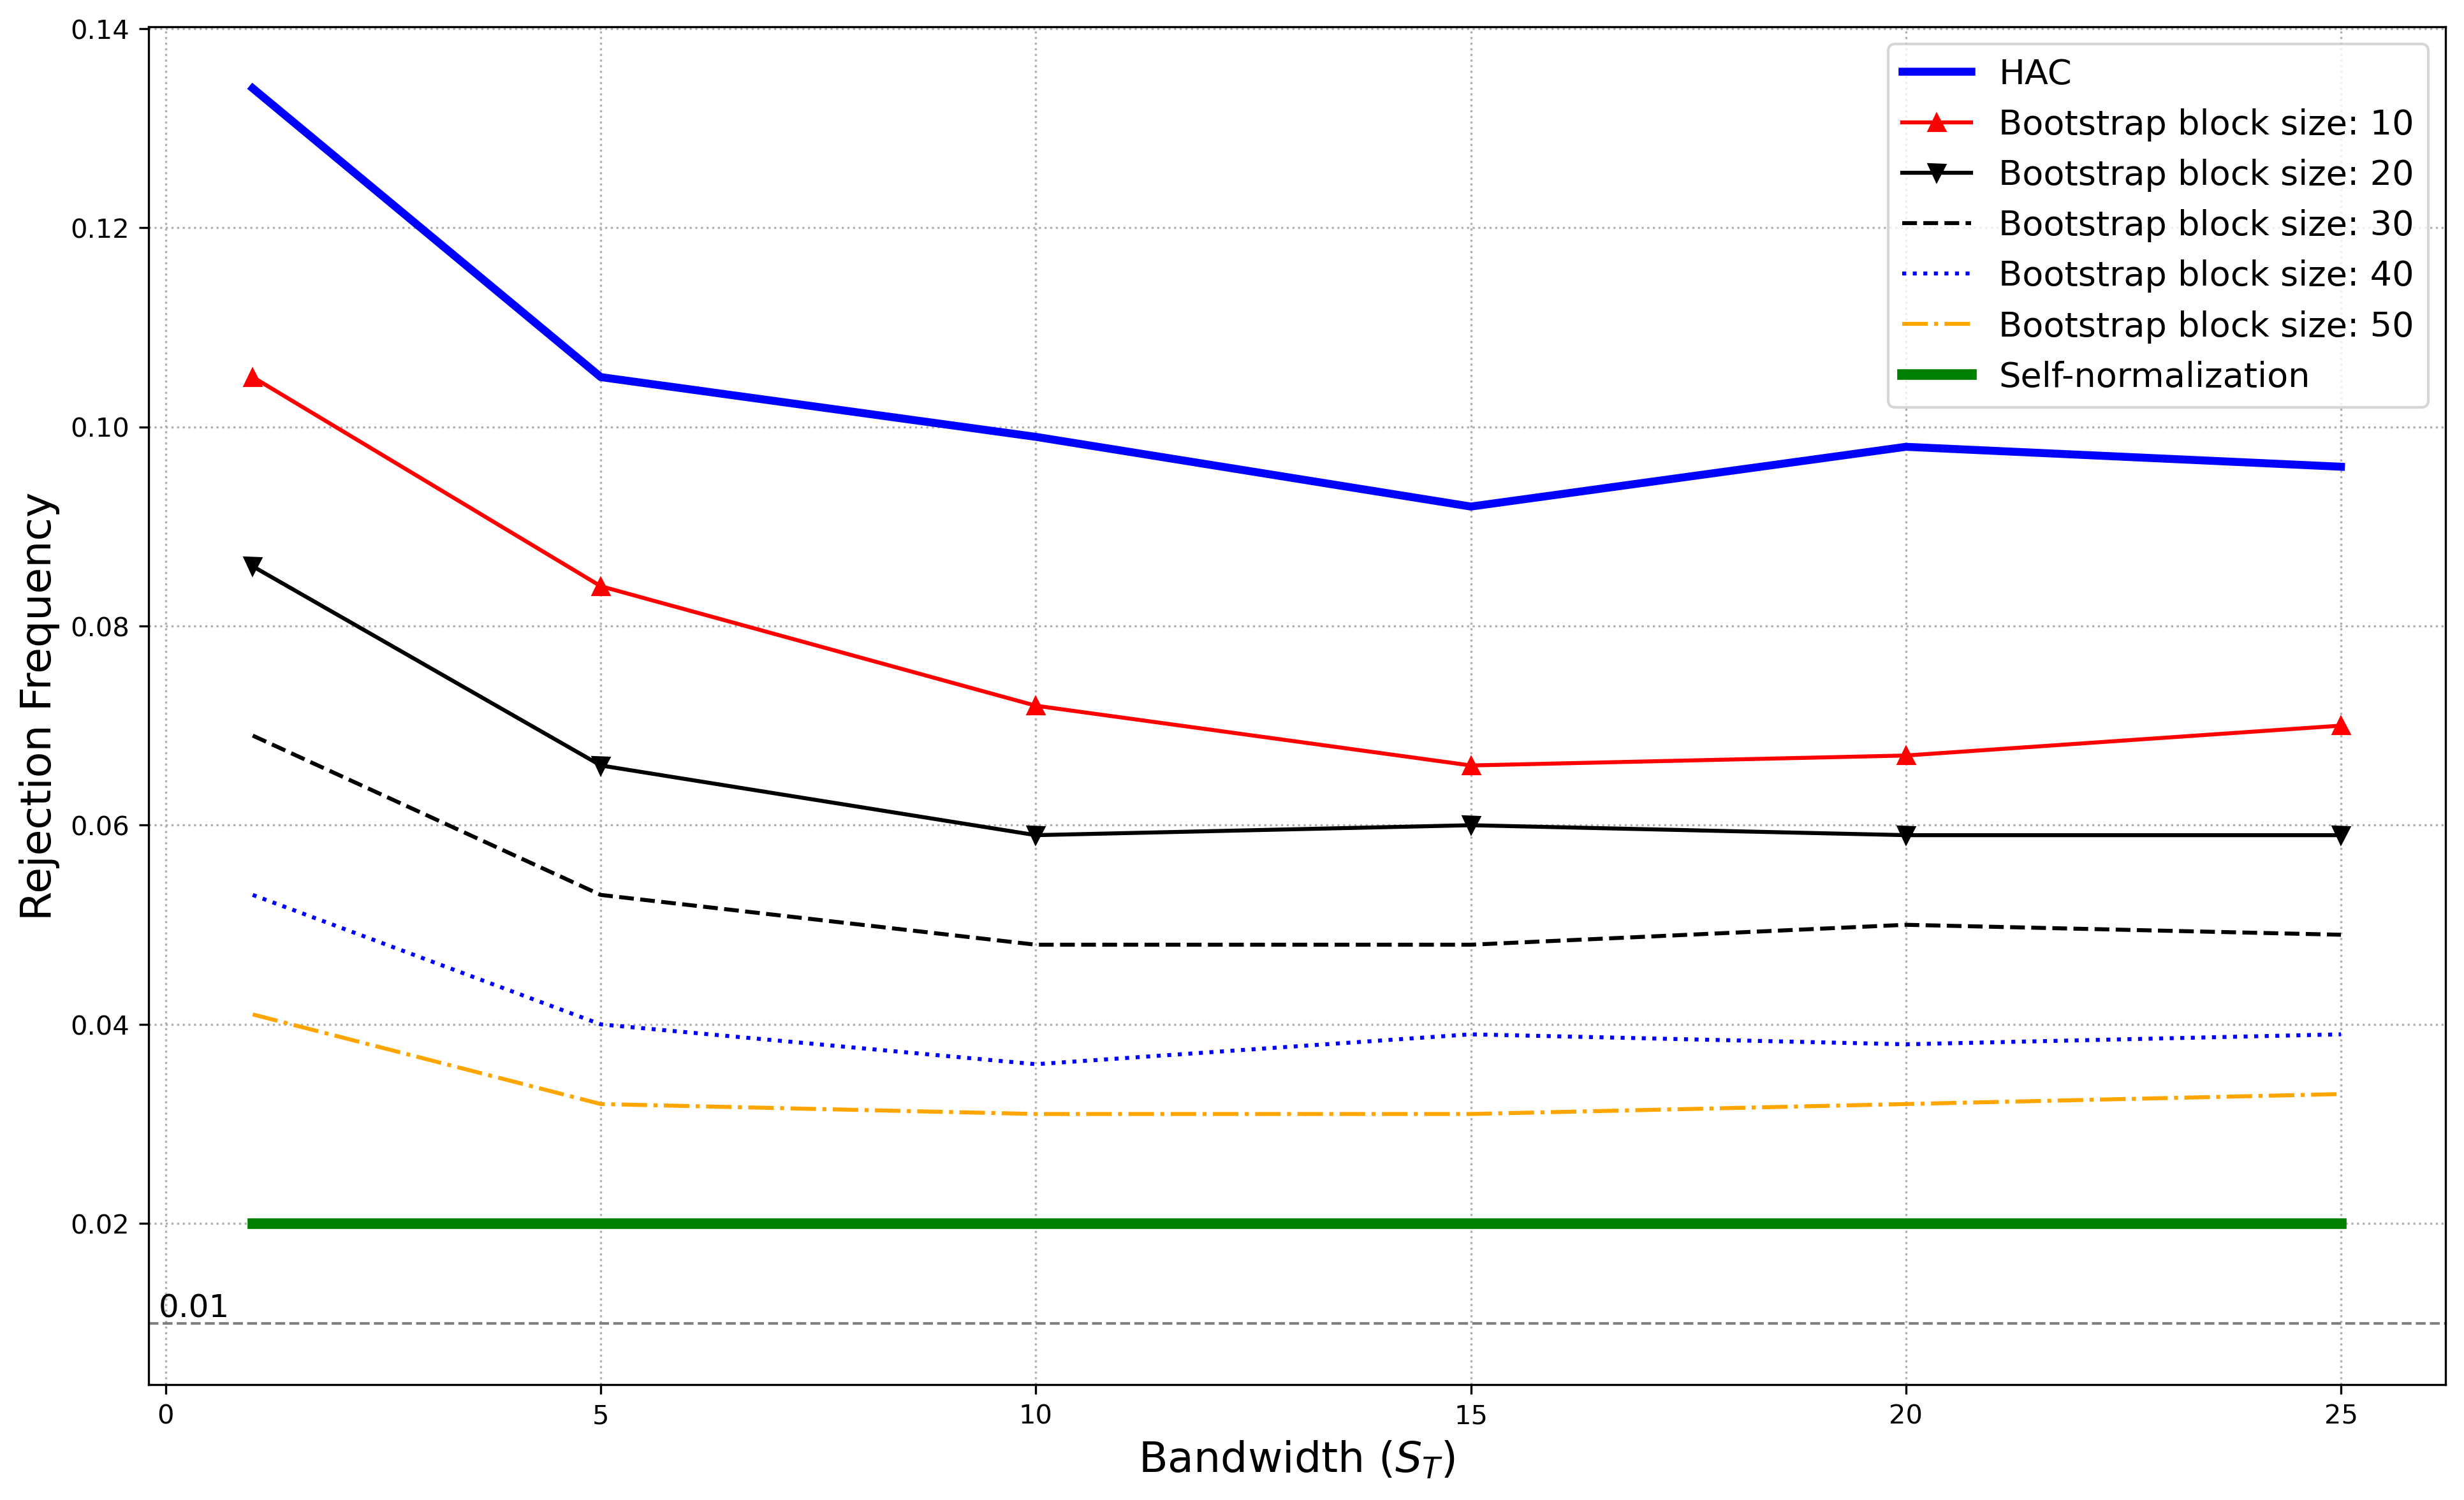 0.14
0.12
0.10
0.08
0.06
0.04
0.02
Rejection Frequency
HAC
Bootstrap block size: 10
Bootstrap block size: 20
Bootstrap block size: 30
Bootstrap block size: 40
Bootstrap block size: 50
Self-normalization
0.01
0 5 10 15 20 25
Bandwidth ($S_T$)